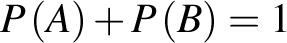 P(A) + P(B) = 1